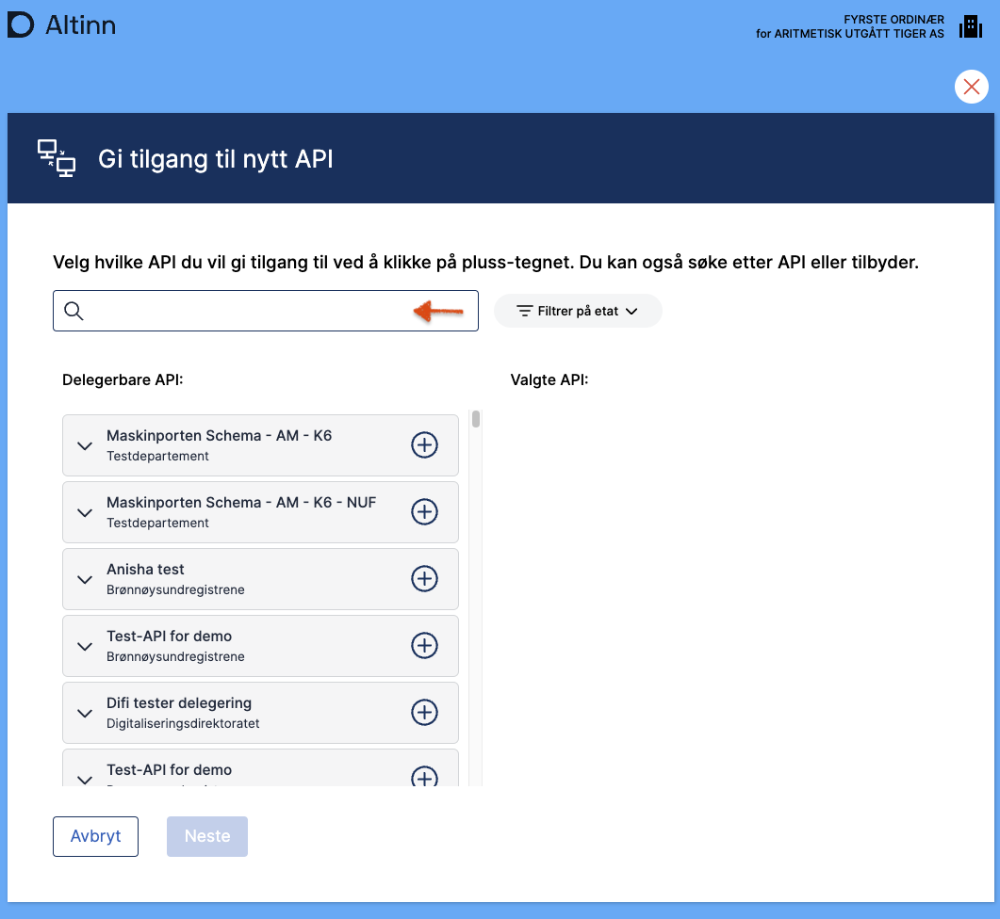 Altinn
FYRSTE ORDINÆR
for ARITMETISK UTGÅTT TIGER AS
Gi tilgang til nytt API
Velg hvilke API du vil gi tilgang til ved å klikke på pluss-tegnet. Du kan også søke etter API eller tilbyder.
Filtrer på etat
Delegerbare API:
Valgte API:
Maskinporten Schema - AM - K6
Testdepartement
Maskinporten Schema - AM - K6 - NUF
Testdepartement
Anisha test
Brønnøysundregistrene
Test-API for demo
Brønnøysundregistrene
Difi tester delegering
Digitaliseringsdirektoratet
Test-API for demo
Avbryt
Neste